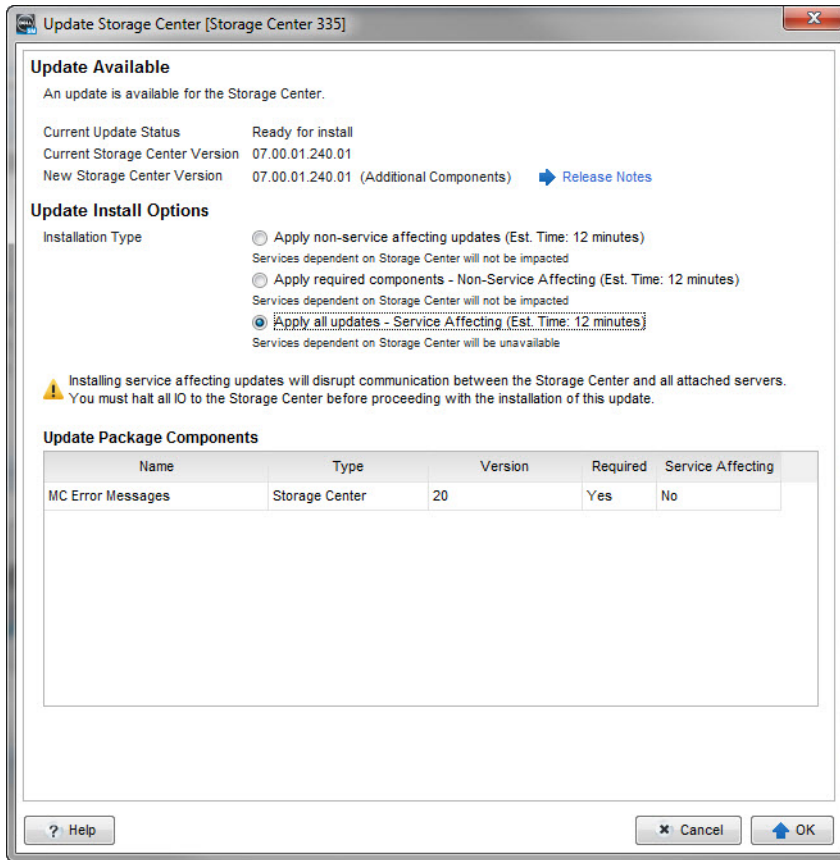 Update Storage Center [Storage Center 335]
Update Available
An update is available for the Storage Center.
Current Update Status Ready for install
Current Storage Center Version 07.00.01.240.01
New Storage Center Version 07.00.01.240.01 (Additional Components) Release Notes
Update Install Options
Installation Type Apply non-service affecting updates (Est. Time: 12 minutes)
Services dependent on Storage Center will not be impacted
Apply required components - Non-Service Affecting (Est. Time: 12 minutes)
Services dependent on Storage Center will not be impacted
Apply all updates - Service Affecting (Est. Time: 12 minutes)
Services dependent on Storage Center will be unavailable
Installing service affecting updates will disrupt communication between the Storage Center and all attached servers.
You must halt all IO to the Storage Center before proceeding with the installation of this update.
Update Package Components
Name Type Version Required Service Affecting
MC Error Messages Storage Center 20 Yes No
? Help Cancel OK